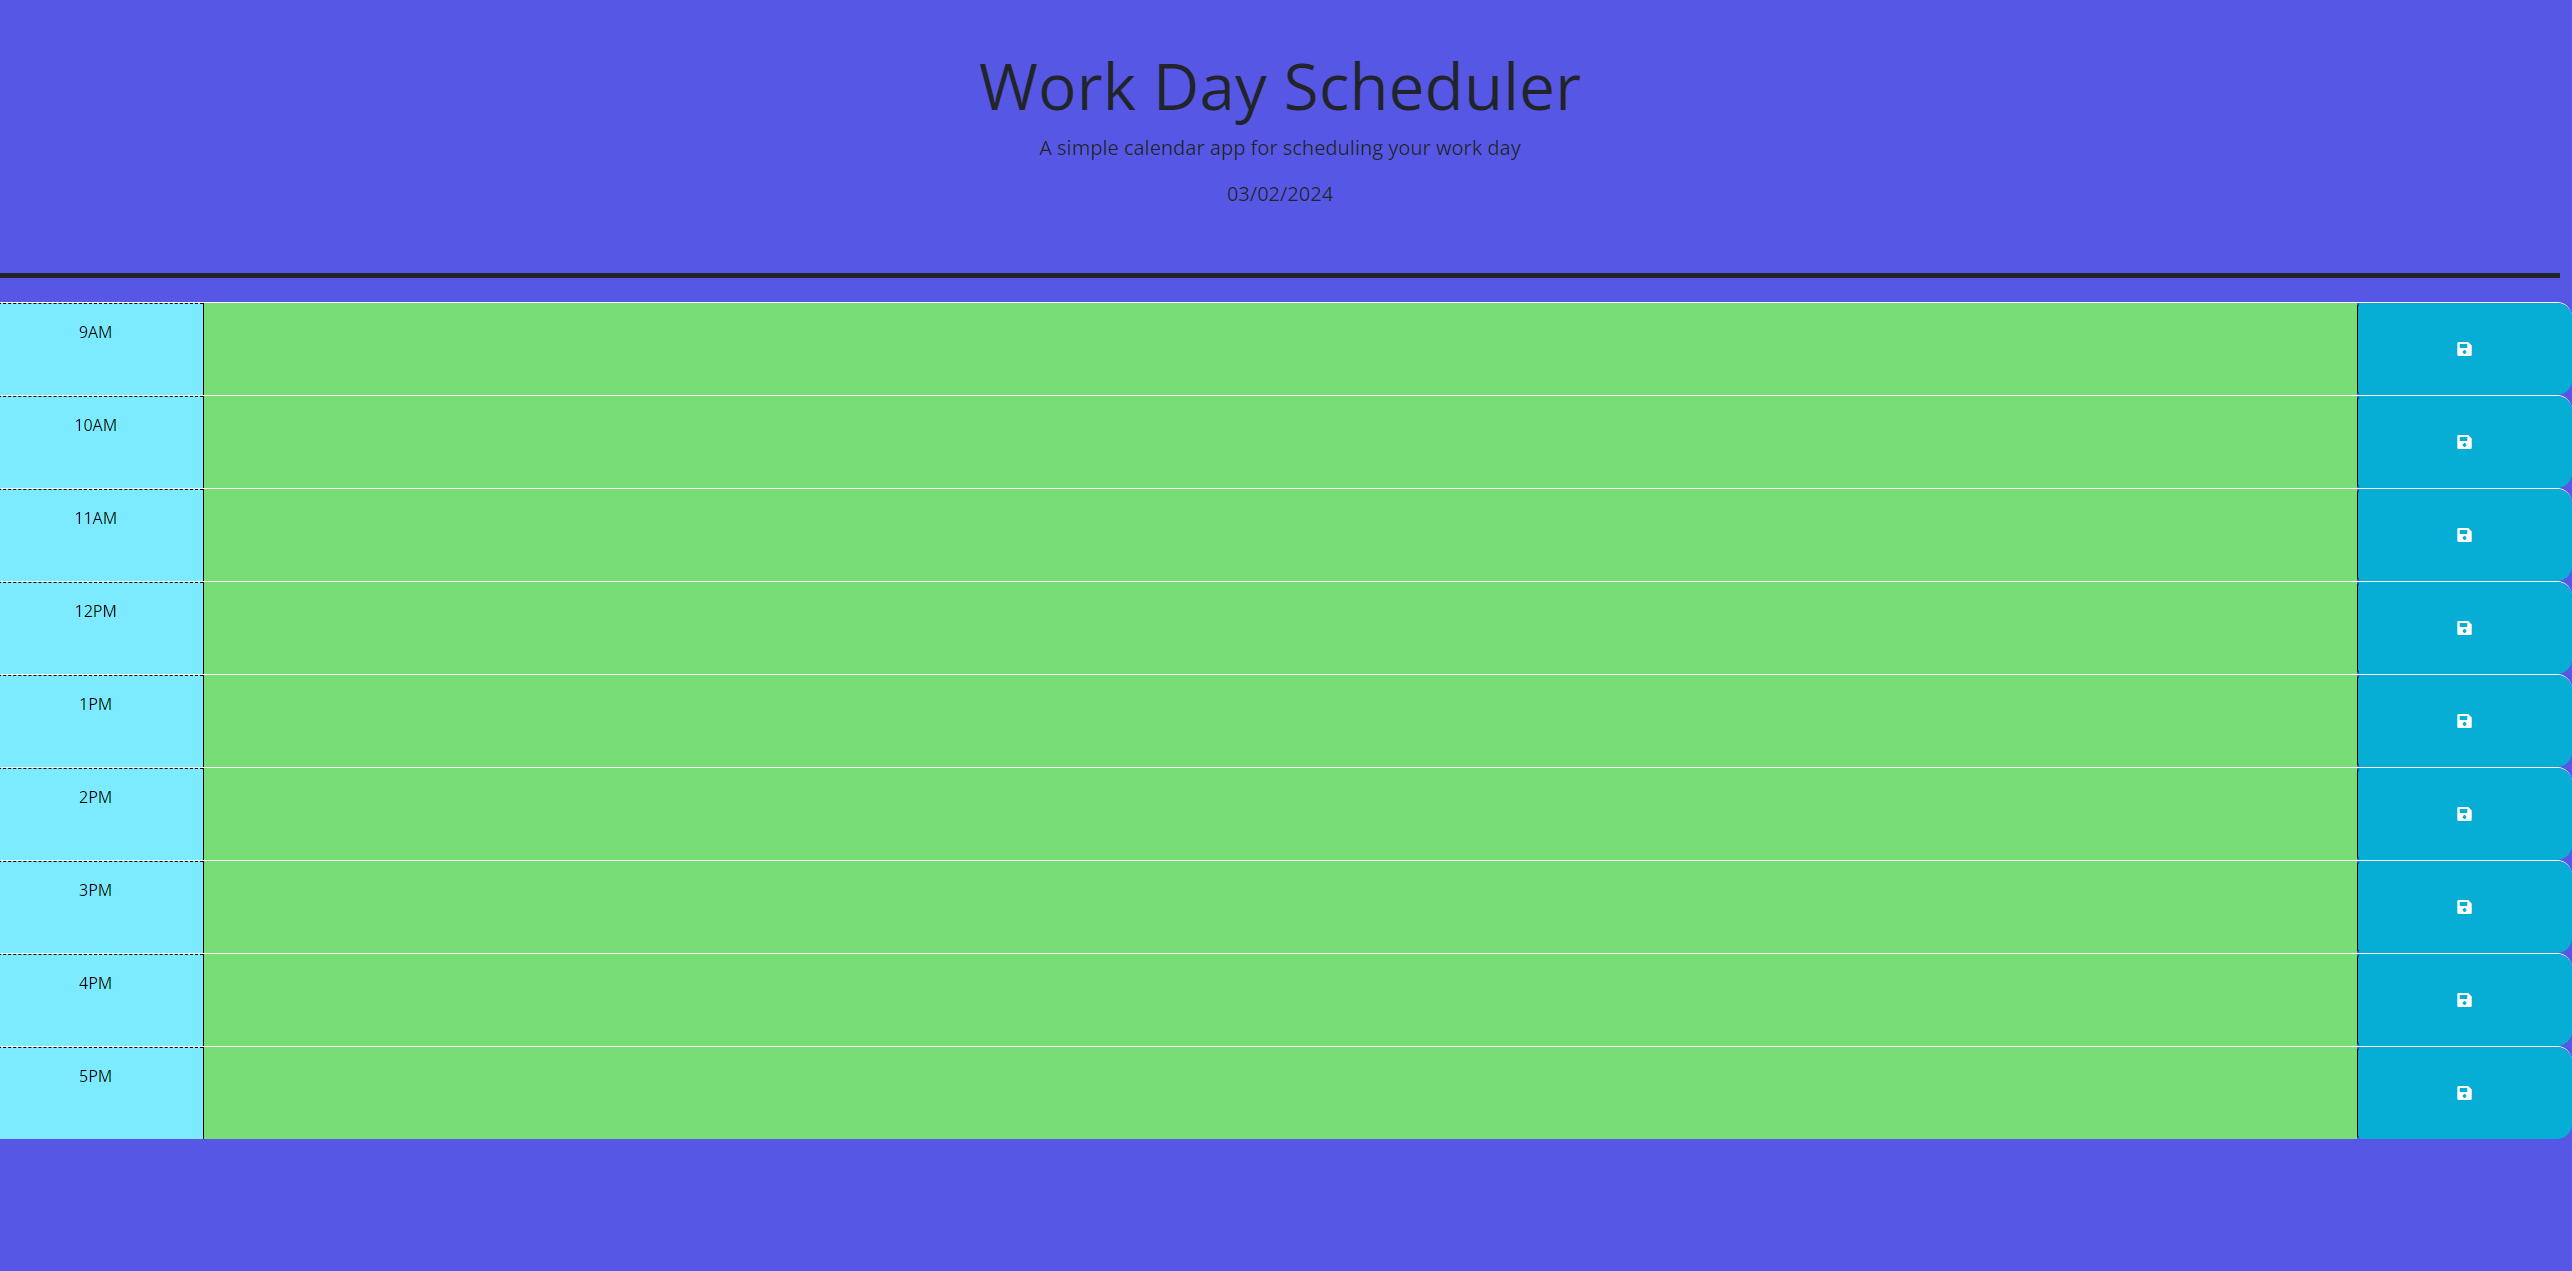 Work Day Scheduler
A simple calendar app for scheduling your work day
03/02/2024
9AM
10AM
11AM
12PM
1PM
2PM
3PM
4PM
5PM